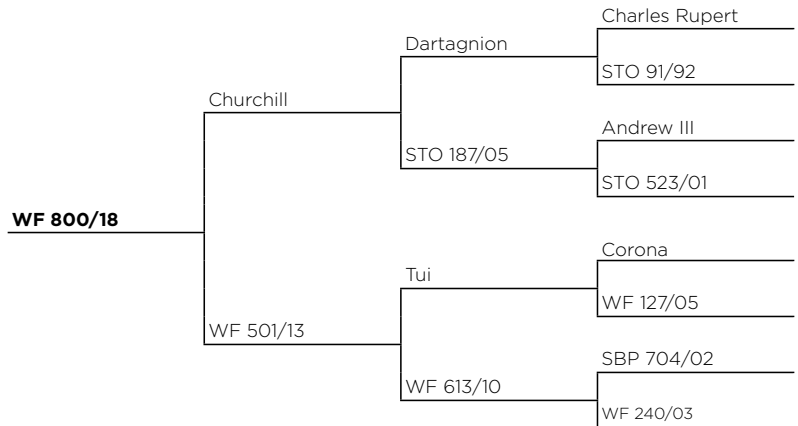 Charles Rupert
Dartagnion
STO 91/92
Churchill
Andrew III
STO 187/05
STO 523/01
WF 800/18
Corona
Tui
WF 127/05
WF 501/13
SBP 704/02
WF 613/10
WF 240/03